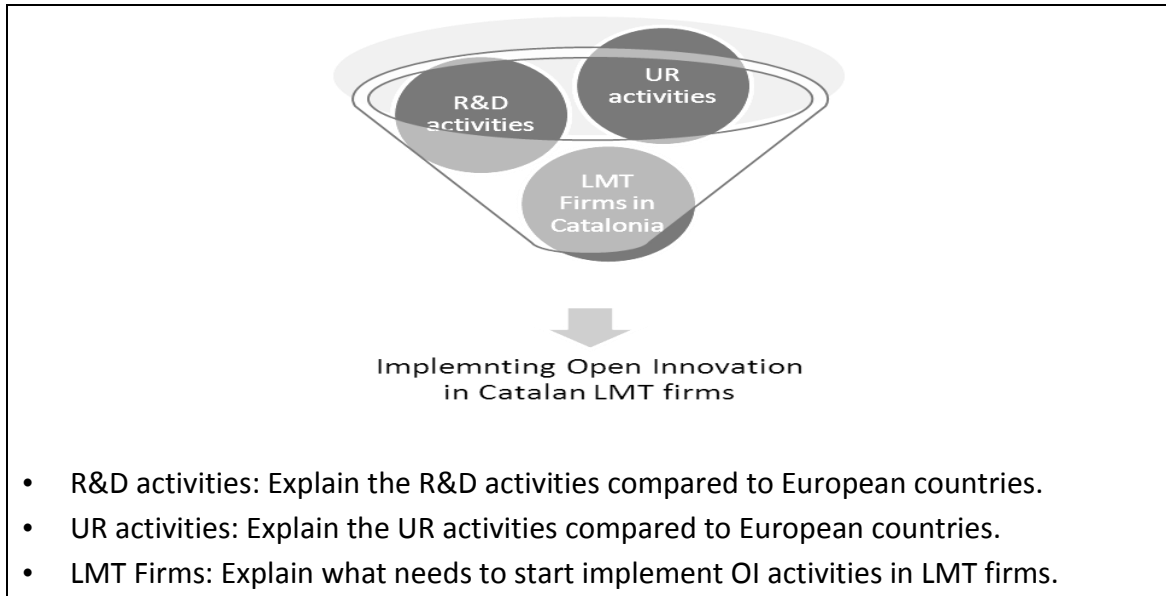 R&D
activities
UR
activities
LMT
Firms in
Catalonia
Implemnting Open Innovation
in Catalan LMT firms
• R&D activities: Explain the R&D activities compared to European countries.
• UR activities: Explain the UR activities compared to European countries.
• LMT Firms: Explain what needs to start implement OI activities in LMT firms.